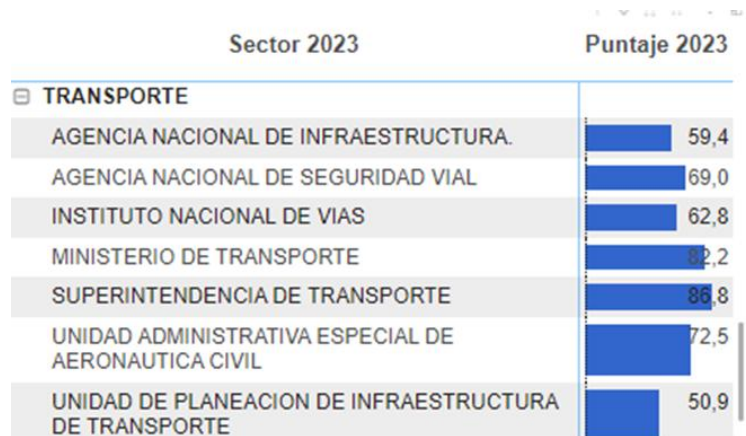 Sector 2023 Puntaje 2023
TRANSPORTE
AGENCIA NACIONAL DE INFRAESTRUCTURA. 59,4
AGENCIA NACIONAL DE SEGURIDAD VIAL 69,0
INSTITUTO NACIONAL DE VIAS 62,8
MINISTERIO DE TRANSPORTE 82,2
SUPERINTENDENCIA DE TRANSPORTE 86,8
UNIDAD ADMINISTRATIVA ESPECIAL DE 72,5
AERONAUTICA CIVIL
UNIDAD DE PLANEACION DE INFRAESTRUCTURA 50,9
DE TRANSPORTE